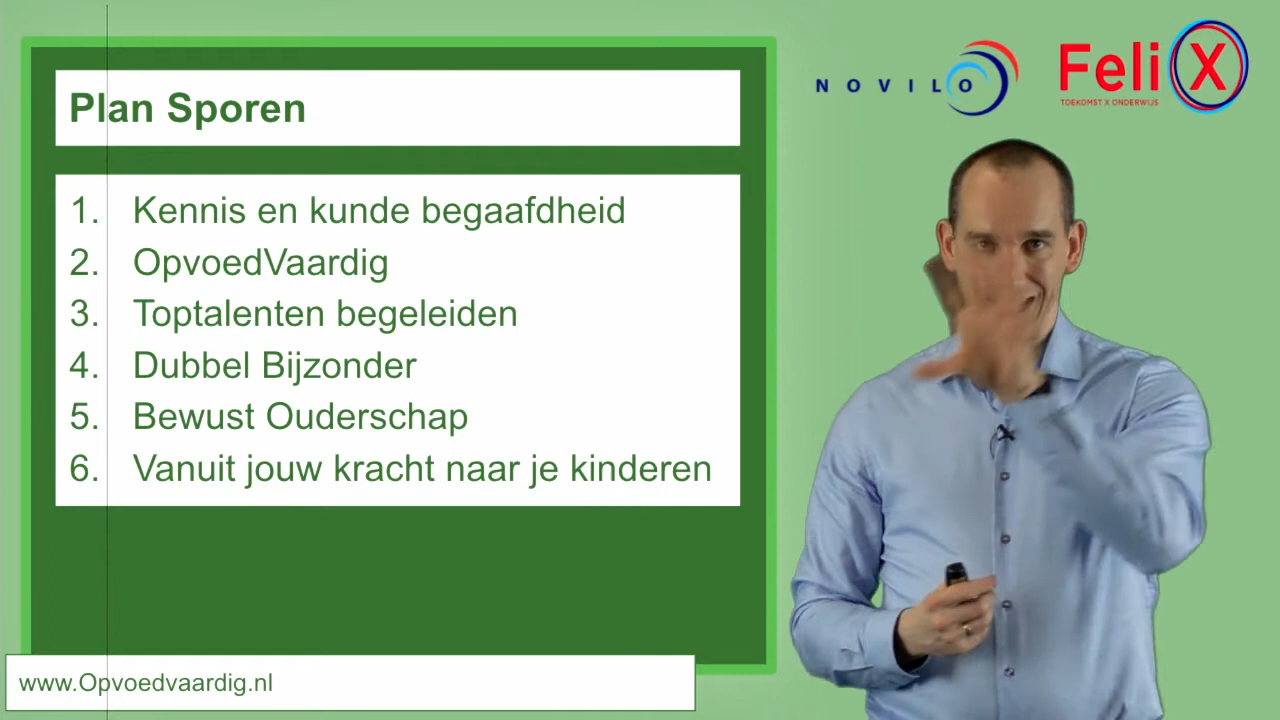 Plan Sporen
1. Kennis en kunde begaafdheid
2. OpvoedVaardig
3. Toptalenten begeleiden
4. Dubbel Bijzonder
5. Bewust Ouderschap
6. Vanuit jouw kracht naar je kinderen
www.Opvoedvaardig.nl
NOVILO
FeliX
TOEKOMST X ONDERWIJS